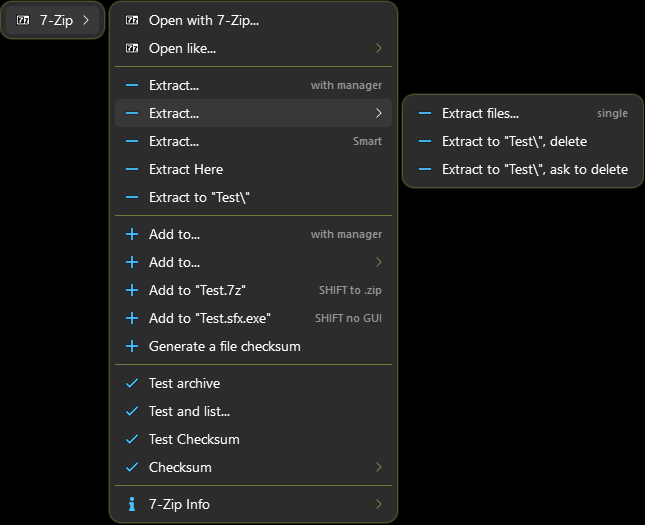 7-Zip
Open with 7-Zip...
Open like...
Extract... with manager
Extract...
Extract... Smart
Extract Here
Extract to "Test\"
Add to... with manager
Add to...
Add to "Test.7z" SHIFT to .zip
Add to "Test.sfx.exe" SHIFT no GUI
Generate a file checksum
Test archive
Test and list...
Test Checksum
Checksum
7-Zip Info
Extract files... single
Extract to "Test\", delete
Extract to "Test\", ask to delete